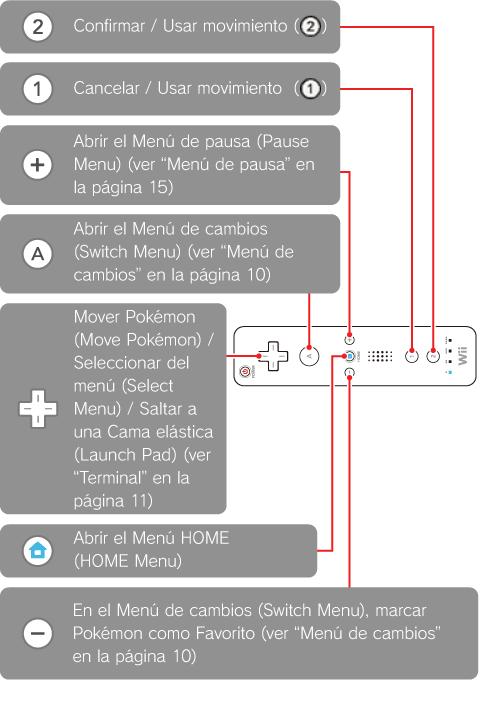 2 Confirmar / Usar movimiento (2)
1 Cancelar / Usar movimiento (1)
+ Abrir el Menú de pausa (Pause
Menu) (ver “Menú de pausa” en
la página 15)
A Abrir el Menú de cambios
(Switch Menu) (ver “Menú de
cambios” en la página 10)
Mover Pokémon
(Move Pokémon) /
Seleccionar del
menú (Select
Menu) / Saltar a
una Cama elástica
(Launch Pad) (ver
“Terminal” en la
página 11)
Abrir el Menú HOME
(HOME Menu)
− En el Menú de cambios (Switch Menu), marcar
Pokémon como Favorito (ver “Menú de cambios”
en la página 10)
POWER
A
HOME
+
−
1
2
Wii